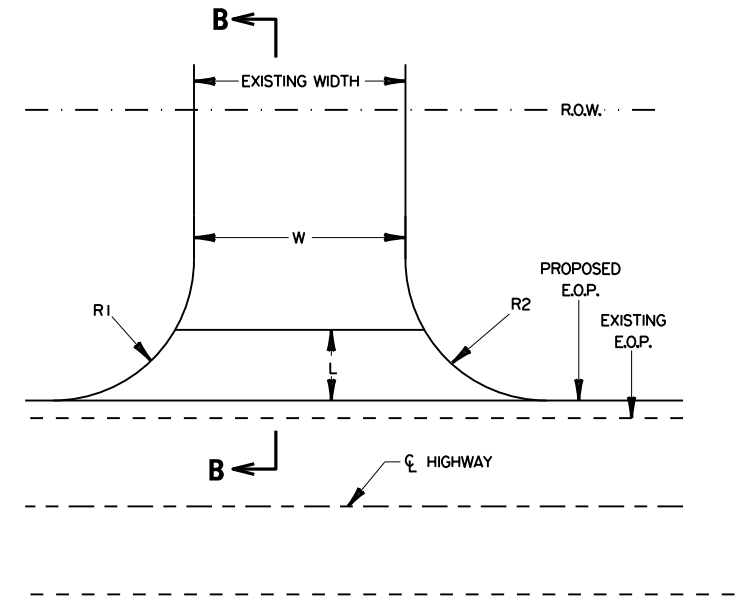 B
EXISTING WIDTH
R.O.W.
W
PROPOSED
E.O.P.
R1
R2
EXISTING
E.O.P.
L
B
℄ HIGHWAY